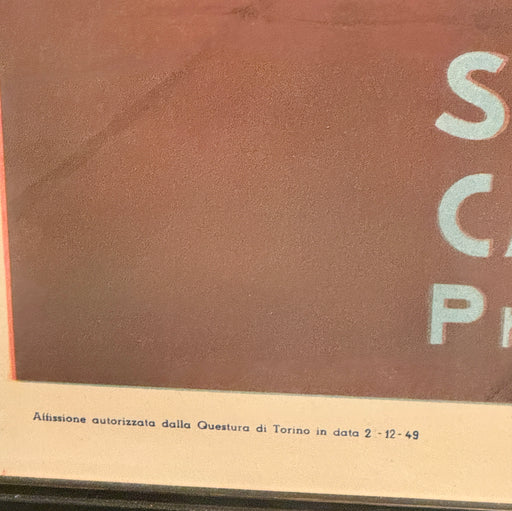 S
CA
Pr
Affissione autorizzata dalla Questura di Torino in data 2 - 12 - 49